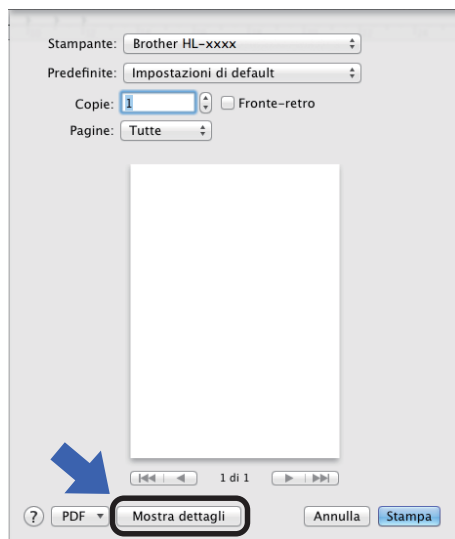 Stampante: Brother HL-xxxx
Predefinite: Impostazioni di default
Copie: 1 Fronte-retro
Pagine: Tutte
1 di 1
? PDF Mostra dettagli Annulla Stampa